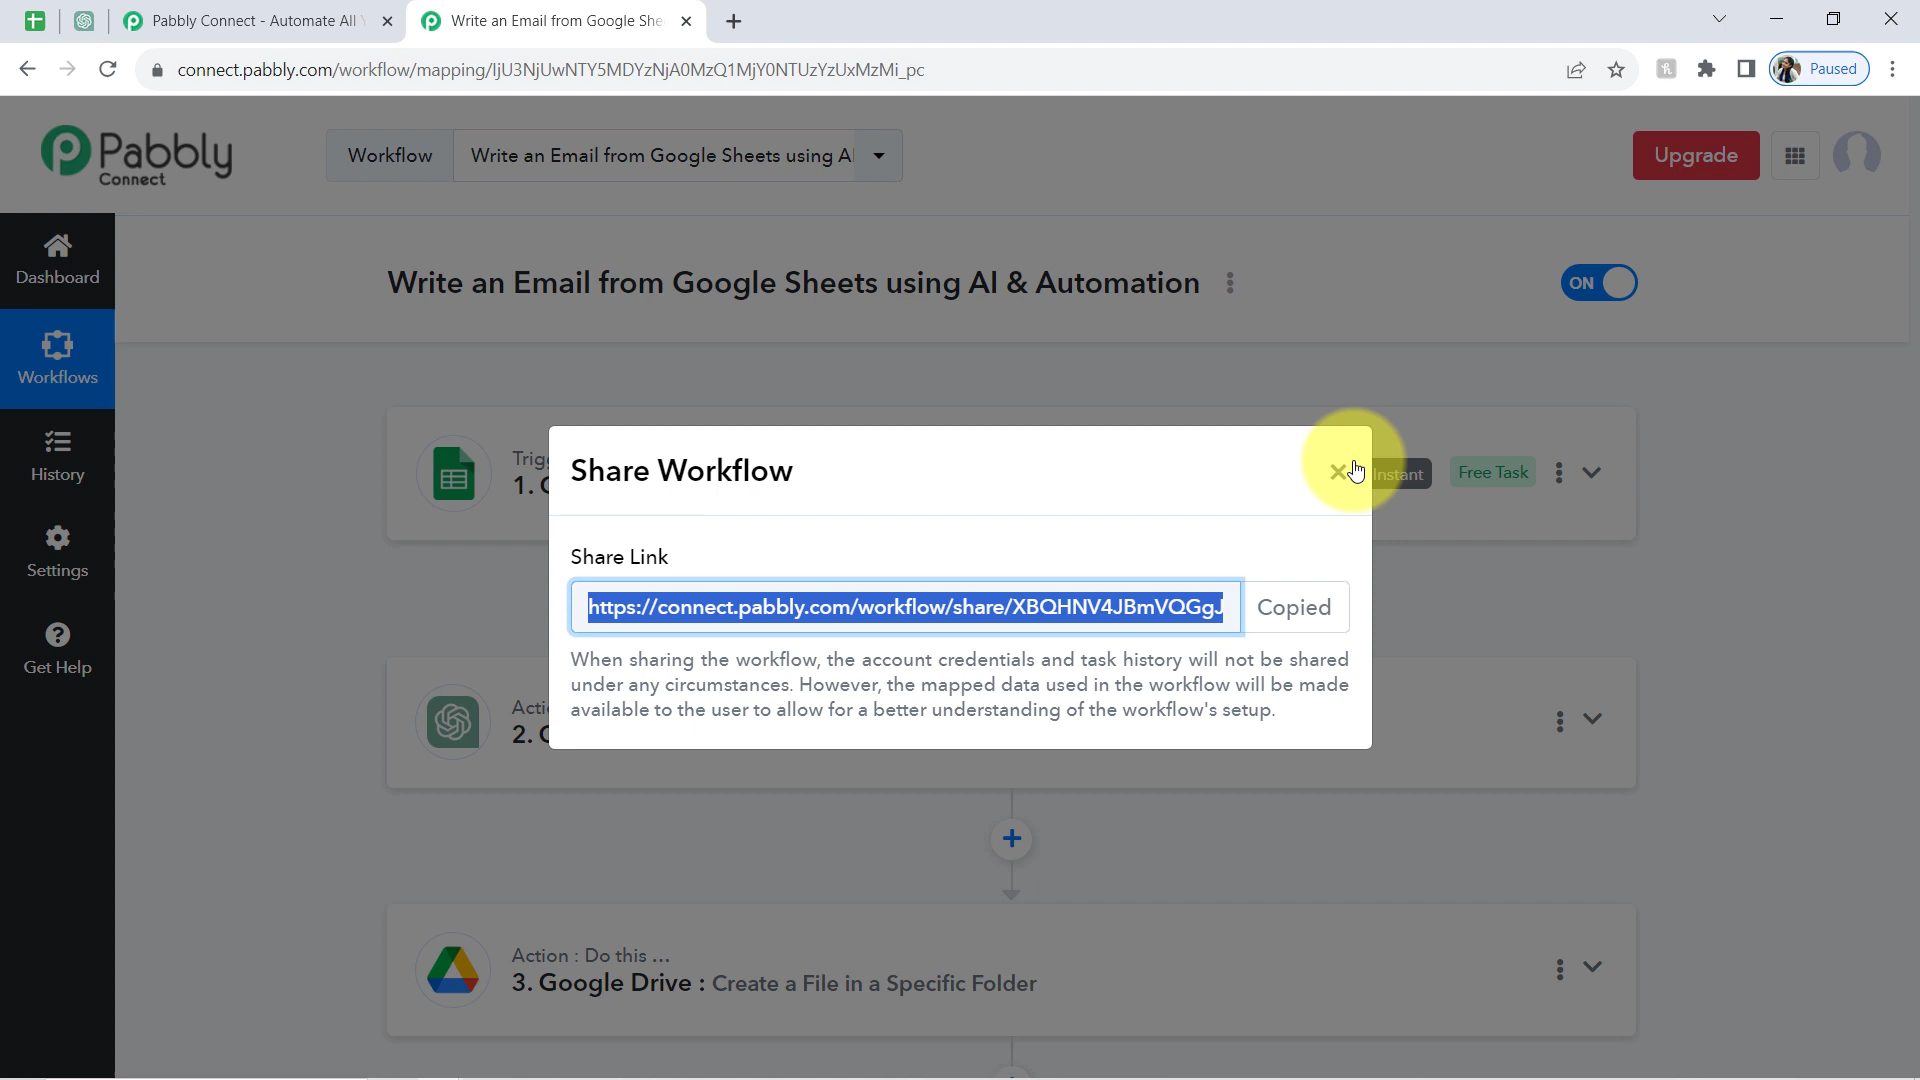 Pabbly Connect - Automate All
Write an Email from Google She
connect.pabbly.com/workflow/mapping/IjU3NjUwNTY5MDYzNjA0MzQ1MjY0NTUzYzUxMzMi_pc
Paused
Pabbly
Connect
Workflow
Write an Email from Google Sheets using AI
Upgrade
Dashboard
Write an Email from Google Sheets using AI & Automation
ON
Workflows
History
Settings
Get Help
Trig
1.
Share Workflow
Instant
Free Task
Share Link
https://connect.pabbly.com/workflow/share/XBQHNV4JBmVQGgJ
Copied
When sharing the workflow, the account credentials and task history will not be shared
under any circumstances. However, the mapped data used in the workflow will be made
available to the user to allow for a better understanding of the workflow's setup.
Acti
2.
Action : Do this ...
3. Google Drive : Create a File in a Specific Folder